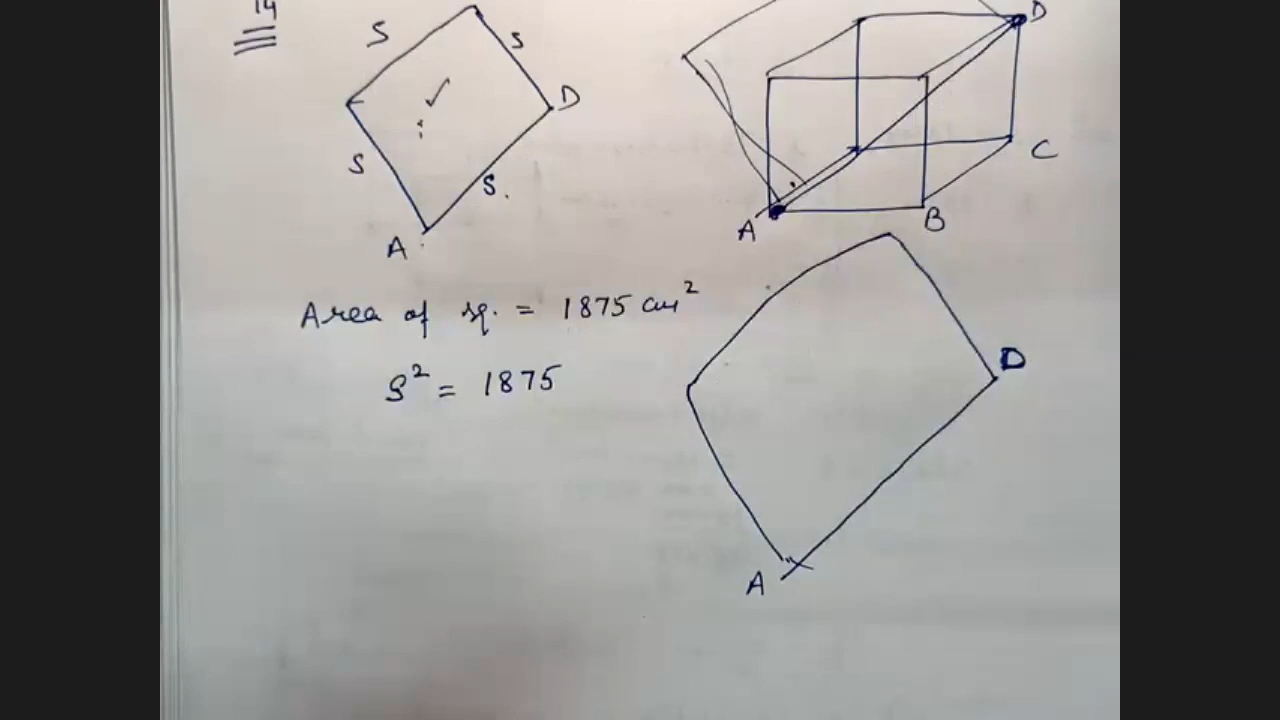 14
S
S
D
S
S.
A
D
C
A
B
Area of sq. = 1875 cm²
S² = 1875
D
A